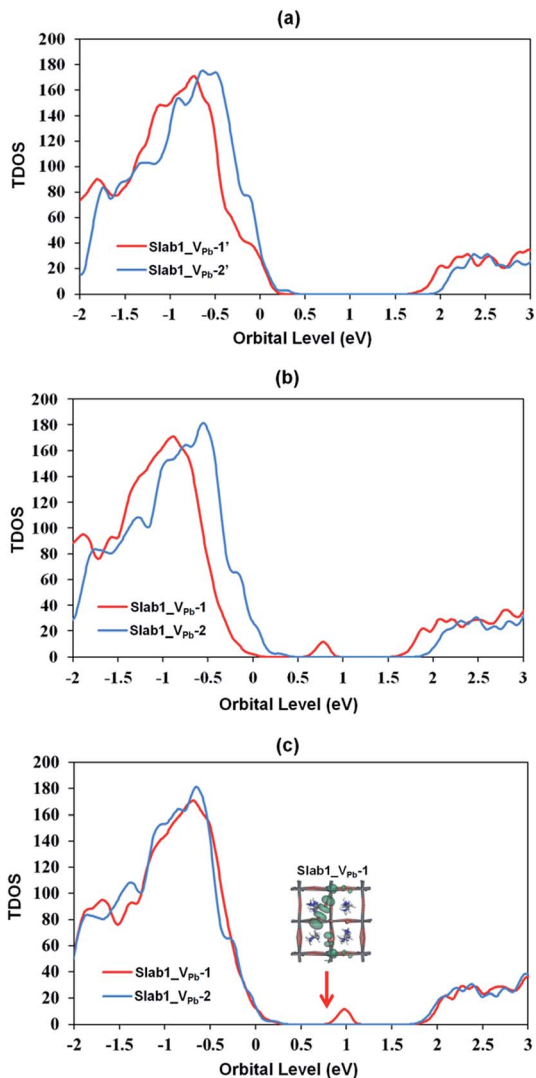 (a)
200
180
160
140
120
100
80
60
40
20
0
TDOS
Slab1_VPb-1’
Slab1_VPb-2’
-2 -1.5 -1 -0.5 0 0.5 1 1.5 2 2.5 3
Orbital Level (eV)
(b)
200
180
160
140
120
100
80
60
40
20
0
TDOS
Slab1_VPb-1
Slab1_VPb-2
-2 -1.5 -1 -0.5 0 0.5 1 1.5 2 2.5 3
Orbital Level (eV)
(c)
200
180
160
140
120
100
80
60
40
20
0
TDOS
Slab1_VPb-1
Slab1_VPb-1
Slab1_VPb-2
-2 -1.5 -1 -0.5 0 0.5 1 1.5 2 2.5 3
Orbital Level (eV)